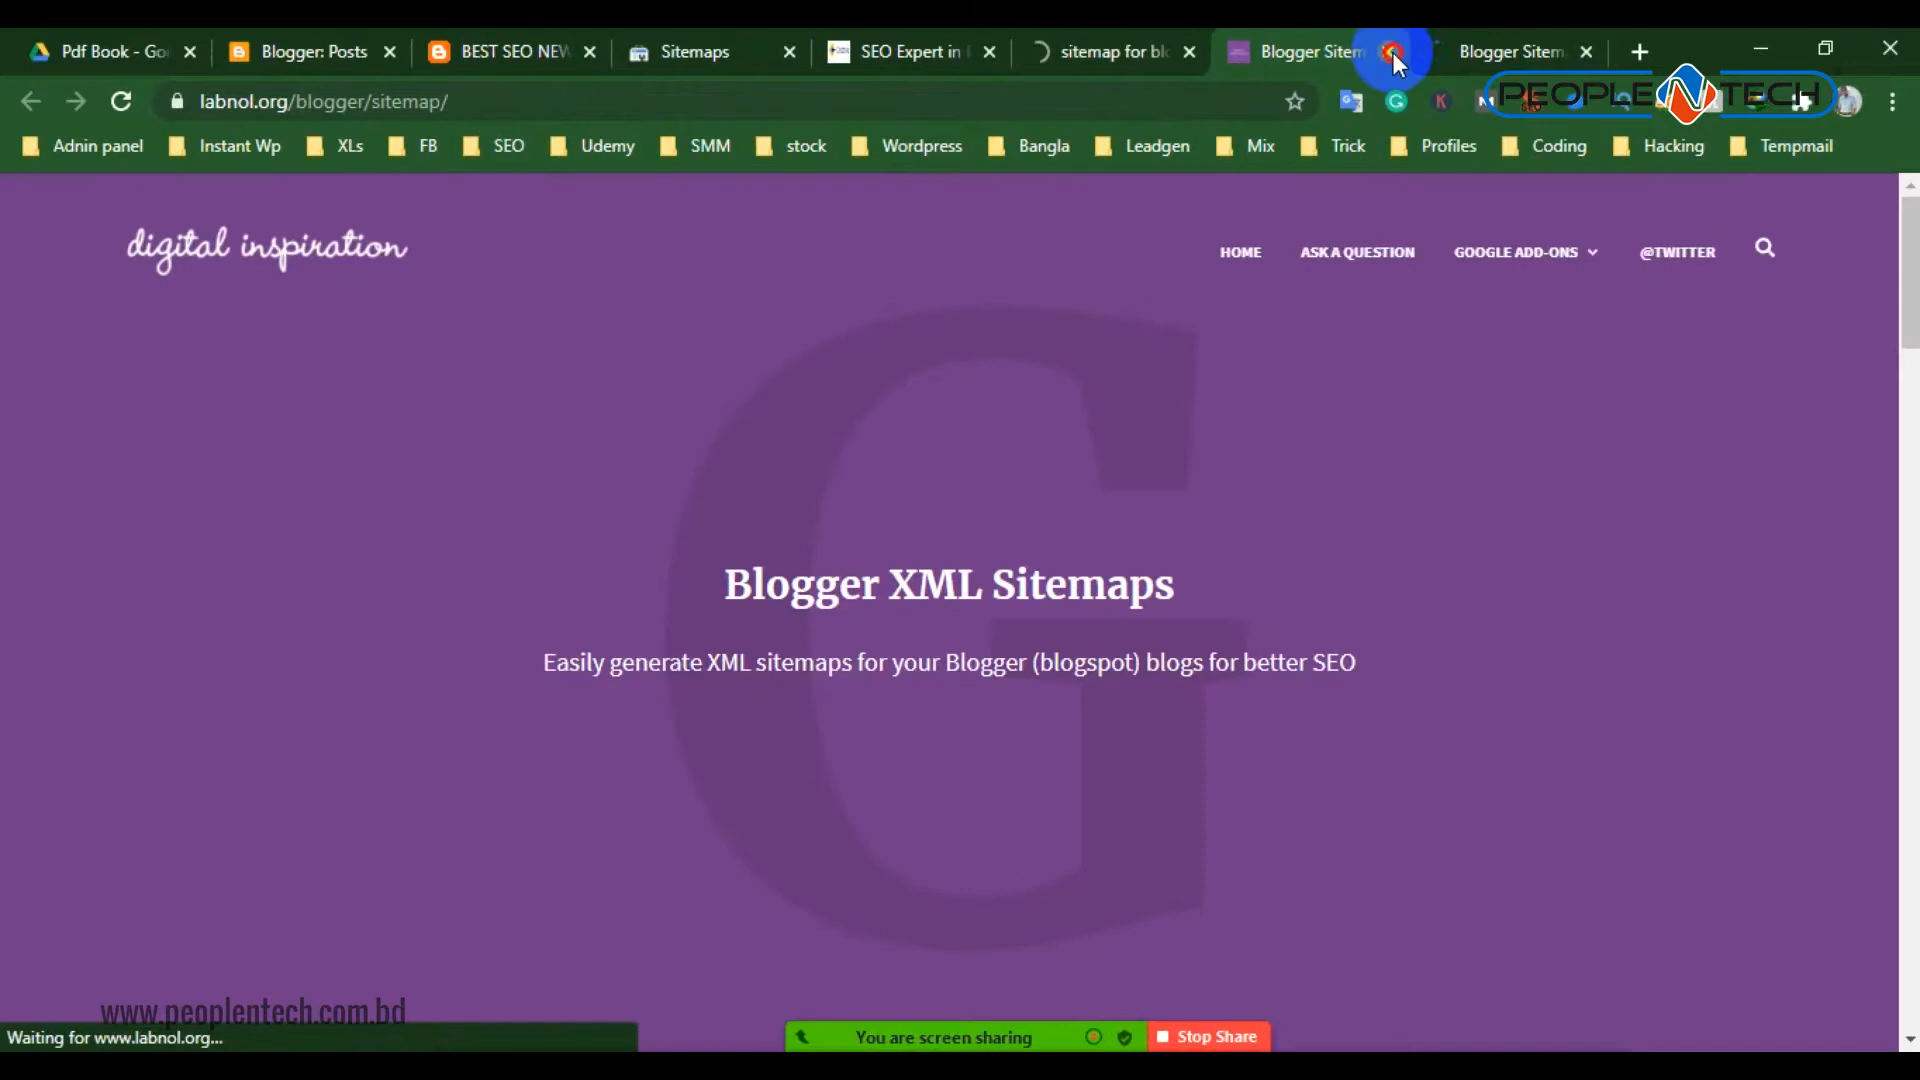 Pdf Book - Go
Blogger: Posts
BEST SEO NEW
Sitemaps
SEO Expert in
sitemap for blo
Blogger Sitem
Blogger Sitem
labnol.org/blogger/sitemap/
PEOPLE N TECH
Adnin panel
Instant Wp
XLs
FB
SEO
Udemy
SMM
stock
Wordpress
Bangla
Leadgen
Mix
Trick
Profiles
Coding
Hacking
Tempmail
digital inspiration
HOME
ASK A QUESTION
GOOGLE ADD-ONS
@TWITTER
G
Blogger XML Sitemaps
Easily generate XML sitemaps for your Blogger (blogspot) blogs for better SEO
www.peoplentech.com.bd
Waiting for www.labnol.org...
You are screen sharing
Stop Share